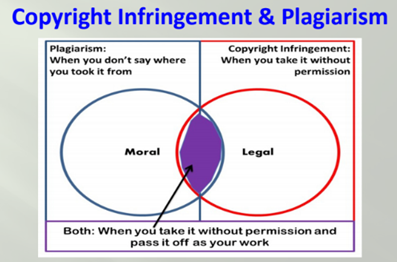 Copyright Infringement & Plagiarism
Plagiarism:
When you don't say where
you took it from
Copyright Infringement:
When you take it without
permission
Moral
Legal
Both: When you take it without permission and
pass it off as your work